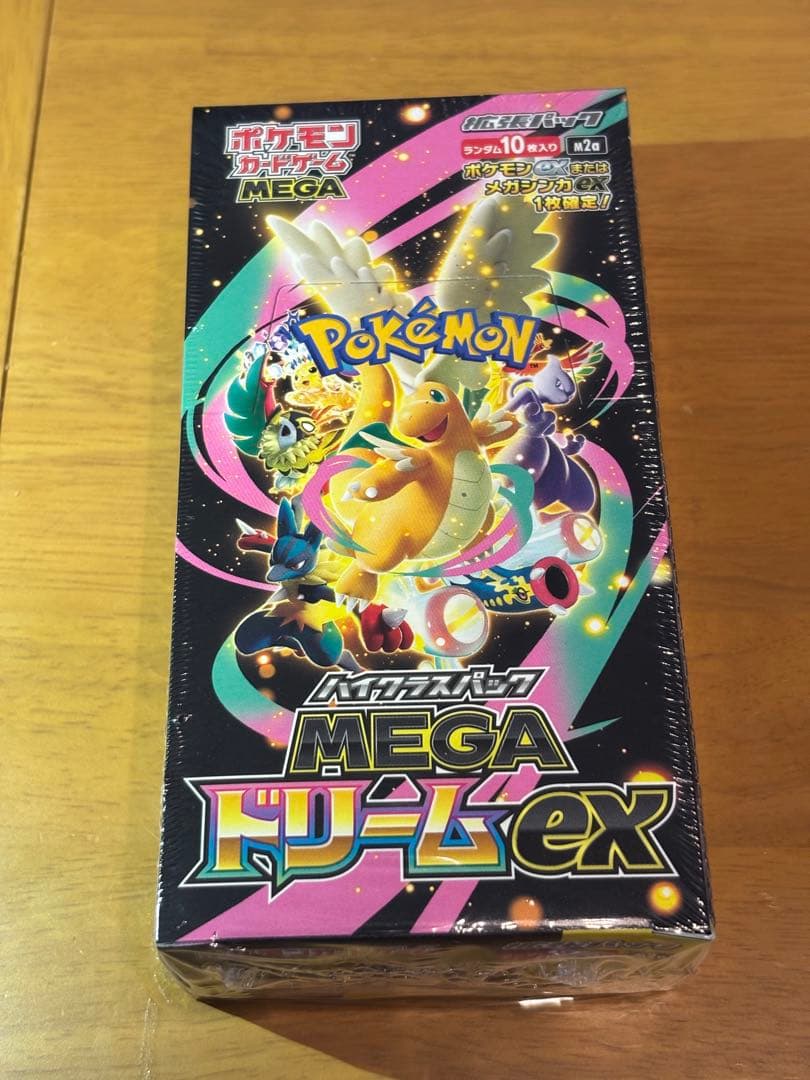 ポケモン
カードゲーム
MEGA
拡張パック
ランダム10枚入り
M2a
ポケモンexまたは
メガシンカex
1枚確定!
POKéMON
ハイクラスパック
MEGA
ドリームex